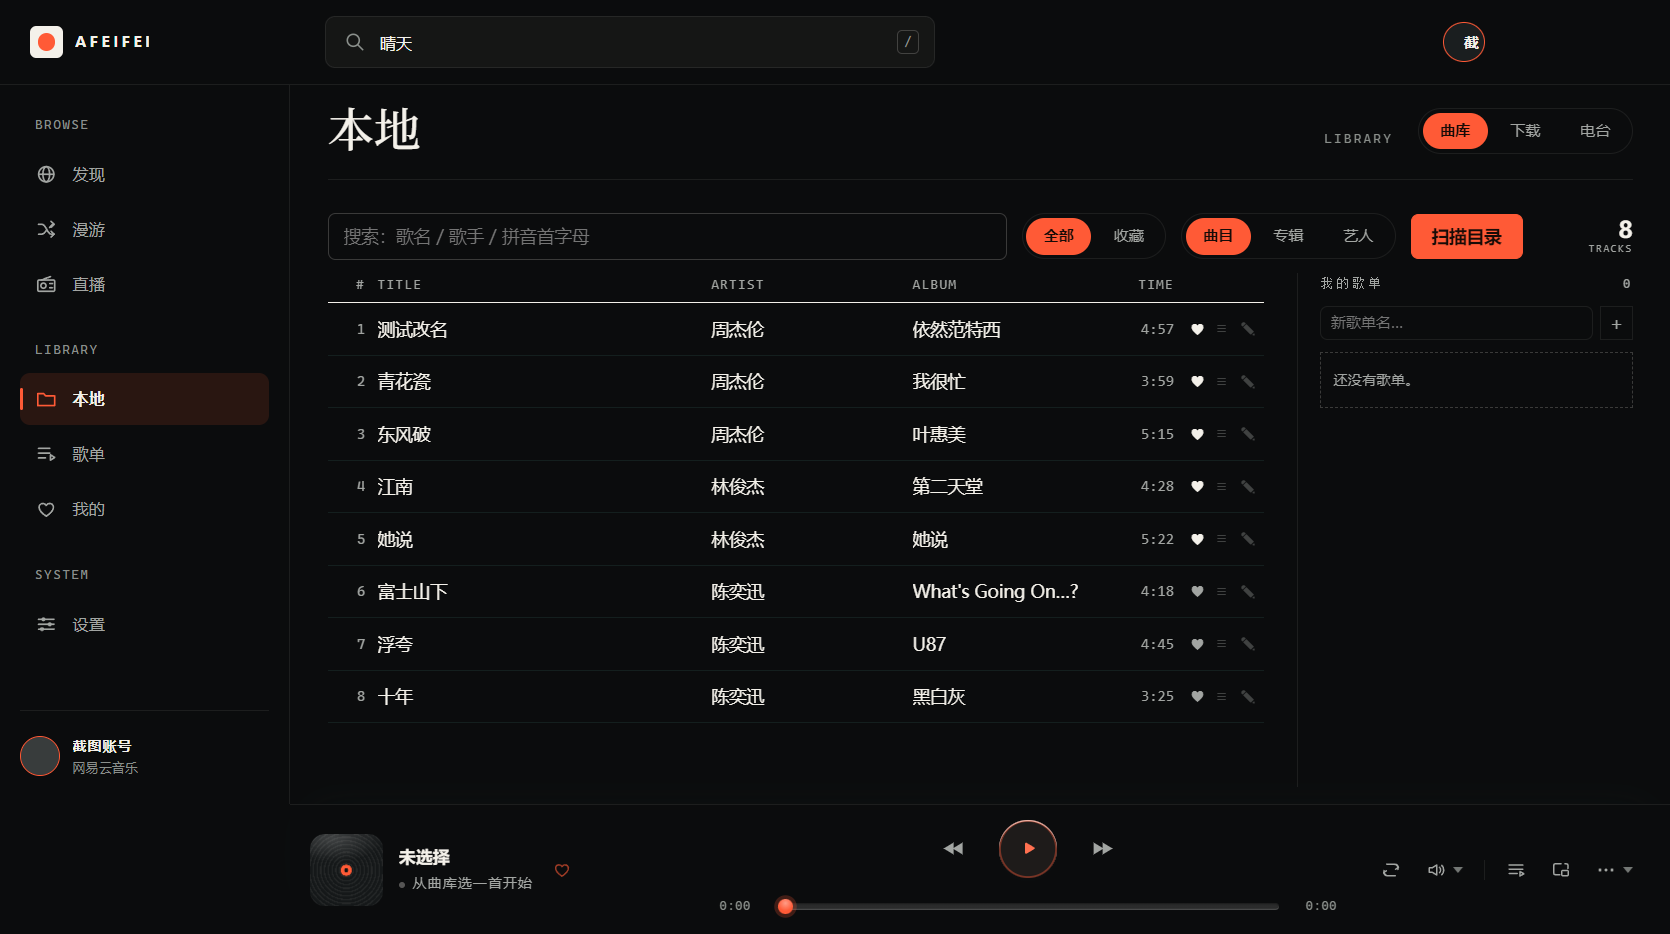 AFEIFEI
晴天
/
截
BROWSE
发现
漫游
直播
LIBRARY
本地
歌单
我的
SYSTEM
设置
截图账号
网易云音乐
本地
LIBRARY
曲库 下载 电台
搜索：歌名 / 歌手 / 拼音首字母
全部 收藏
曲目 专辑 艺人
扫描目录
8
TRACKS
# TITLE ARTIST ALBUM TIME
1 测试改名 周杰伦 依然范特西 4:57
2 青花瓷 周杰伦 我很忙 3:59
3 东风破 周杰伦 叶惠美 5:15
4 江南 林俊杰 第二天堂 4:28
5 她说 林俊杰 她说 5:22
6 富士山下 陈奕迅 What's Going On...? 4:18
7 浮夸 陈奕迅 U87 4:45
8 十年 陈奕迅 黑白灰 3:25
我的歌单 0
新歌单名... +
还没有歌单。
未选择
从曲库选一首开始
0:00 0:00